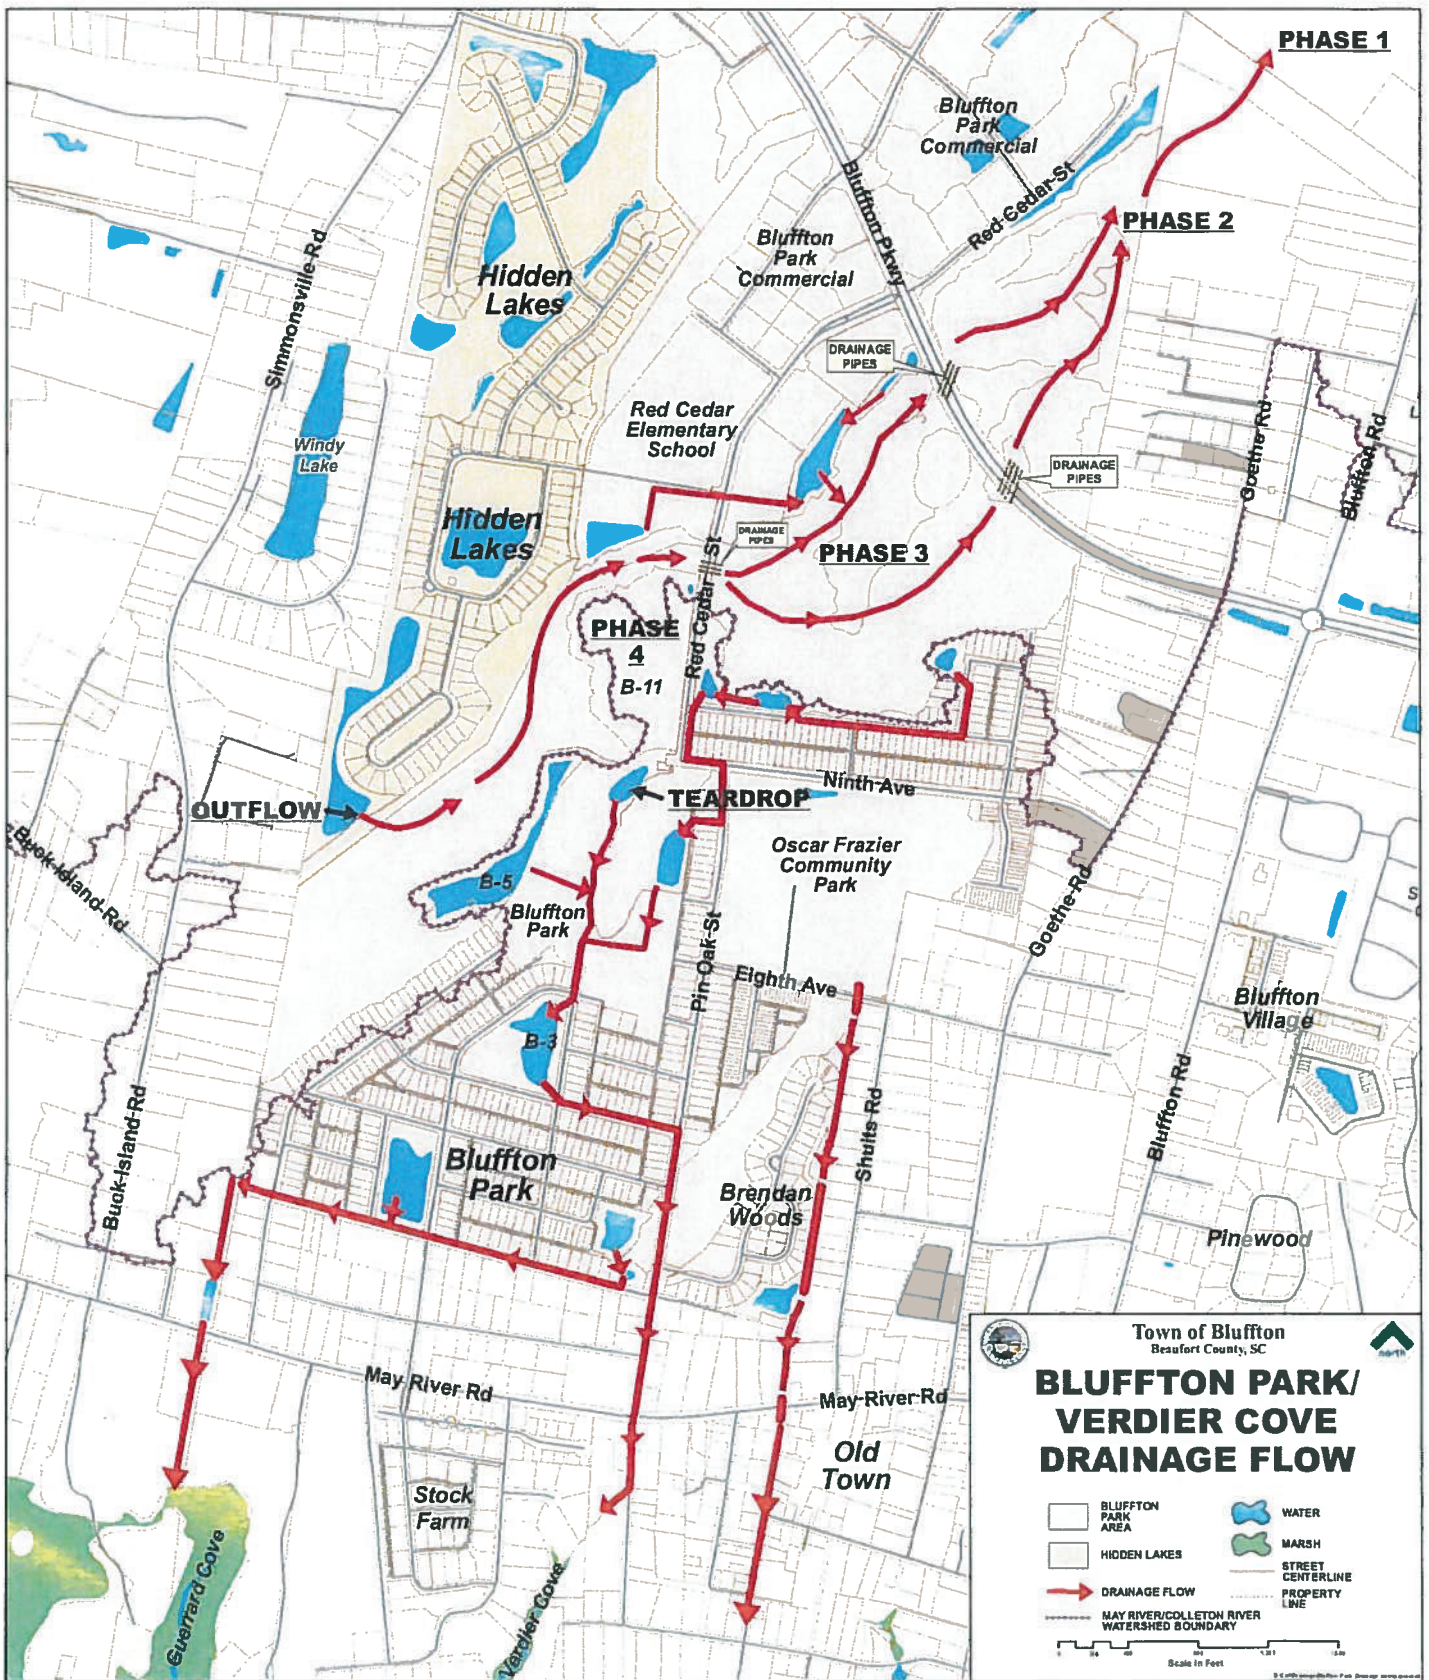 PHASE 1
Bluffton
Park
Commercial
Red-Cedar-St
Bluffton-Pkwy
PHASE 2
Bluffton
Park
Commercial
Simmonsville-Rd
Hidden
Lakes
DRAINAGE
PIPES
Red Cedar
Elementary
School
Windy
Lake
Goethe-Rd
Bluffton-Rd
DRAINAGE
PIPES
Hidden
Lakes
DRAINAGE
PIPES
PHASE 3
Red-Cedar-St
PHASE
4
B-11
Ninth-Ave
OUTFLOW
TEARDROP
Buck-Island-Rd
Oscar Frazier
Community
Park
B-5
Bluffton
Park
Goethe-Rd
Pin-Oak-St
Eighth-Ave
Bluffton
Village
B-3
Buck-Island-Rd
Shults Rd
Bluffton-Rd
Bluffton
Park
Brendan
Woods
Pinewood
May River Rd
May-River-Rd
Old
Town
Stock
Farm
Guerrard Cove
Verdier Cove
Town of Bluffton
Beaufort County, SC
north
BLUFFTON PARK/
VERDIER COVE
DRAINAGE FLOW
BLUFFTON
PARK
AREA
WATER
HIDDEN LAKES
MARSH
STREET
CENTERLINE
DRAINAGE FLOW
PROPERTY
LINE
MAY RIVER/COLLETON RIVER
WATERSHED BOUNDARY
Scale in Feet